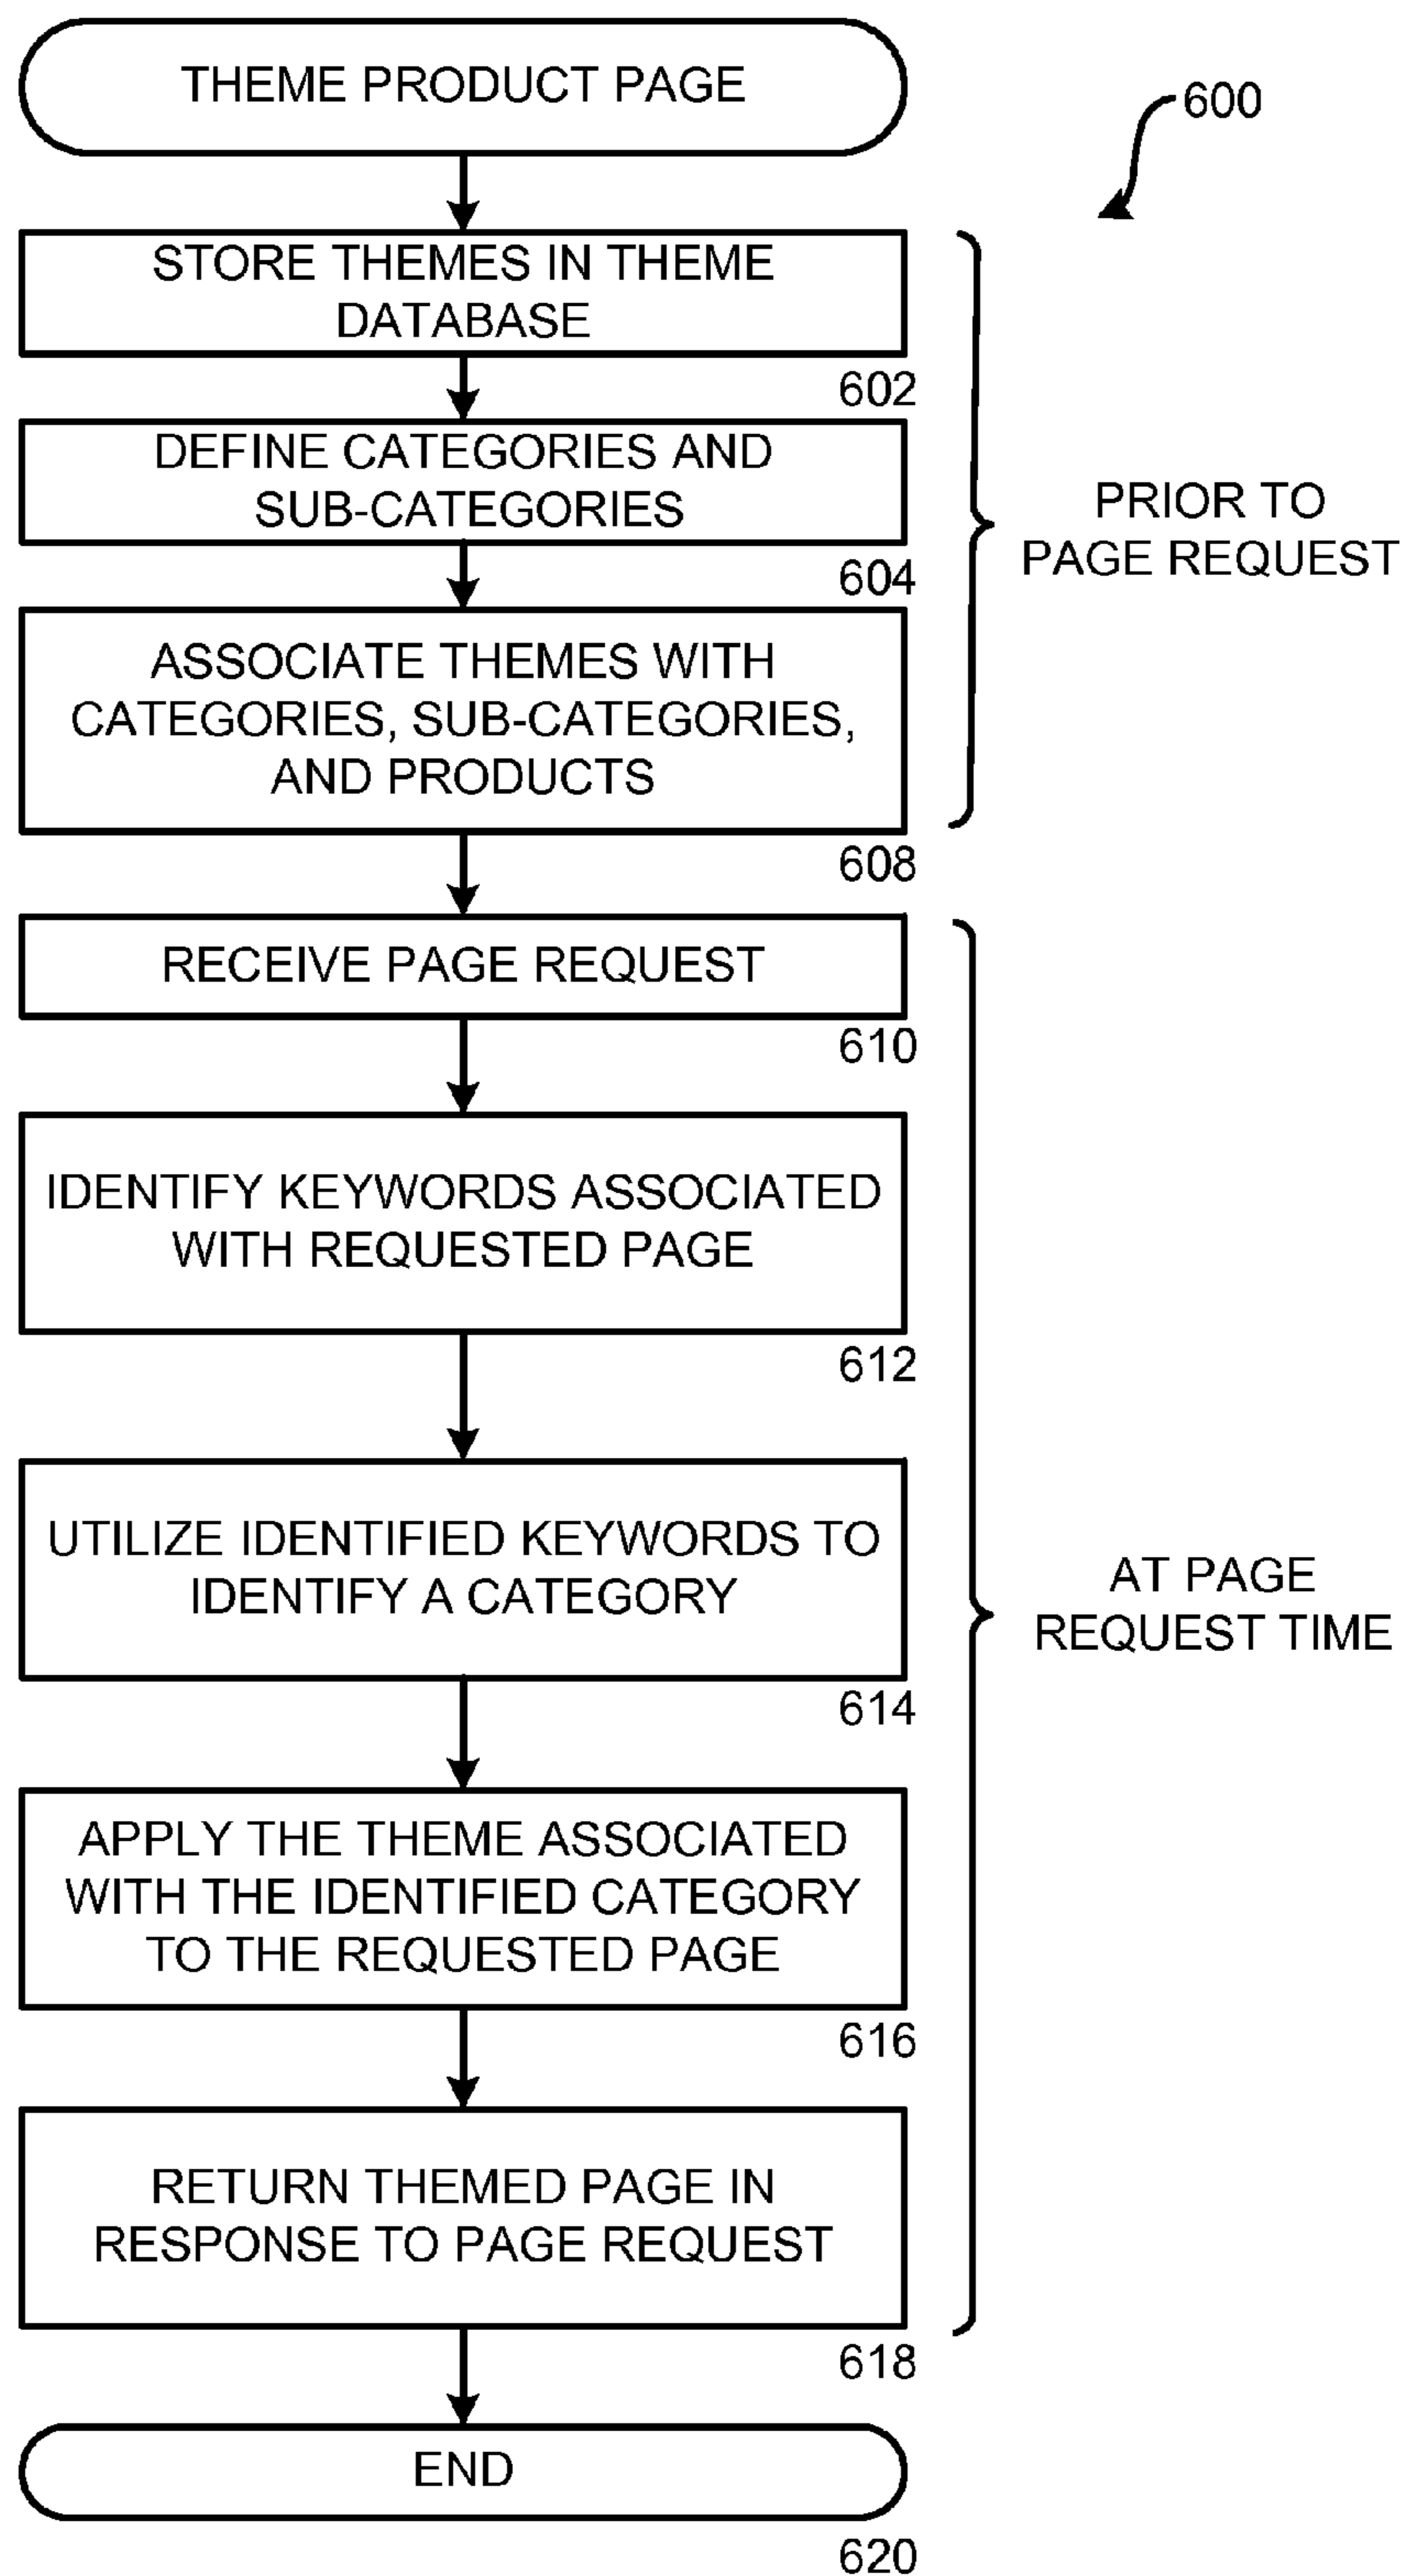 THEME PRODUCT PAGE
600
STORE THEMES IN THEME
DATABASE
602
DEFINE CATEGORIES AND
SUB-CATEGORIES
604
PRIOR TO
PAGE REQUEST
ASSOCIATE THEMES WITH
CATEGORIES, SUB-CATEGORIES,
AND PRODUCTS
608
RECEIVE PAGE REQUEST
610
IDENTIFY KEYWORDS ASSOCIATED
WITH REQUESTED PAGE
612
UTILIZE IDENTIFIED KEYWORDS TO
IDENTIFY A CATEGORY
614
AT PAGE
REQUEST TIME
APPLY THE THEME ASSOCIATED
WITH THE IDENTIFIED CATEGORY
TO THE REQUESTED PAGE
616
RETURN THEMED PAGE IN
RESPONSE TO PAGE REQUEST
618
END
620